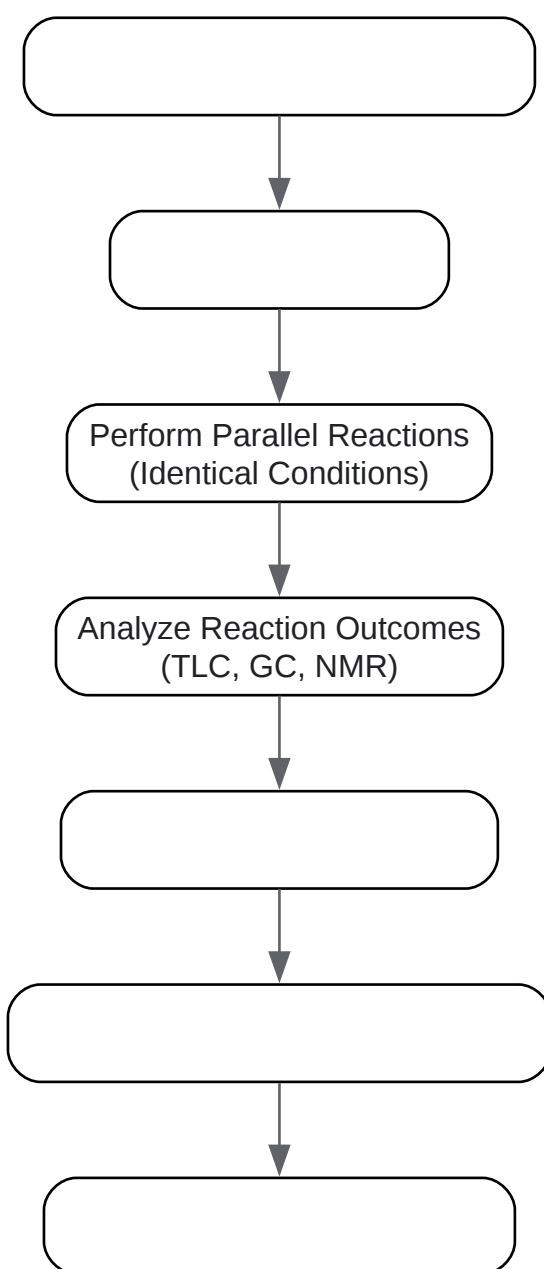 Perform Parallel Reactions
(Identical Conditions)
Analyze Reaction Outcomes
(TLC, GC, NMR)